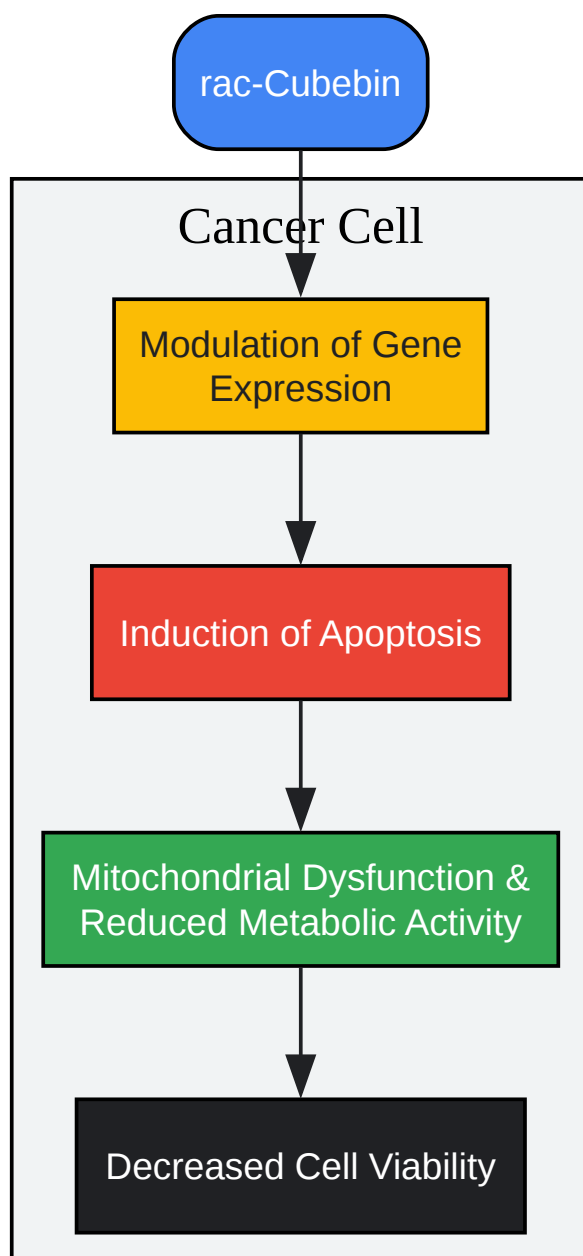 rac-Cubebin
Cancer Cell
Modulation of Gene
Expression
Induction of Apoptosis
Mitochondrial Dysfunction &
Reduced Metabolic Activity
Decreased Cell Viability